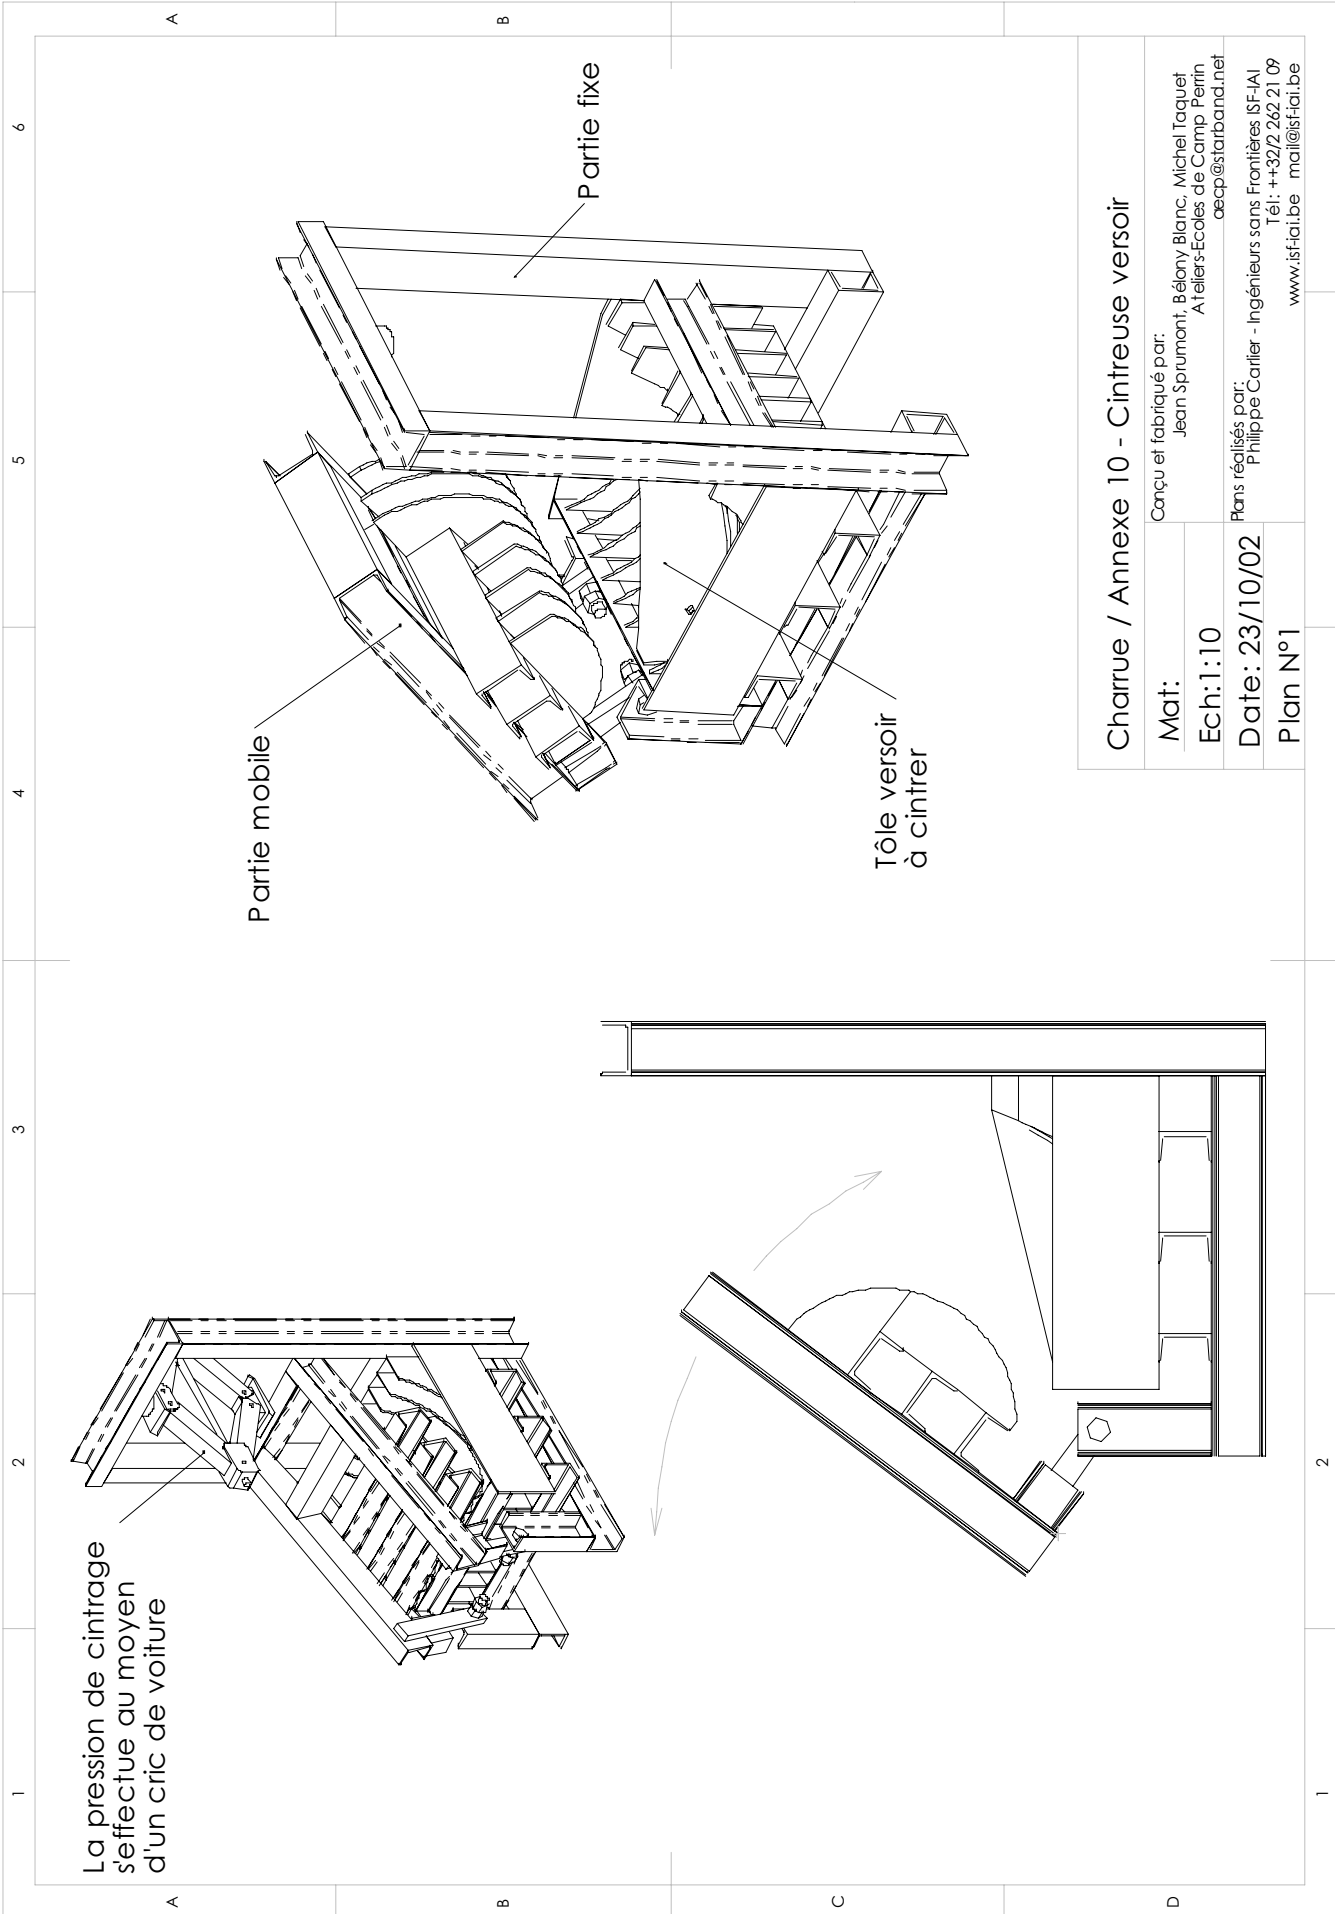 1
2
3
4
5
6
A
B
A
B
C
D
1
2
La pression de cintrage
s'effectue au moyen
d'un cric de voiture
Partie mobile
Partie fixe
Tôle versoir
à cintrer
Charrue / Annexe 10 - Cintreuse versoir
Mat:
Ech:1:10
Date: 23/10/02
Plan N°1
Conçu et fabriqué par:
Jean Sprumont, Bélony Blanc, Michel Taquet
Ateliers-Ecoles de Camp Perrin
aecp@starband.net
Plans réalisés par:
Philippe Carlier - Ingénieurs sans Frontières ISF-IAI
Tél: ++32/2 262 21 09
www.isf-iai.be mail@isf-iai.be